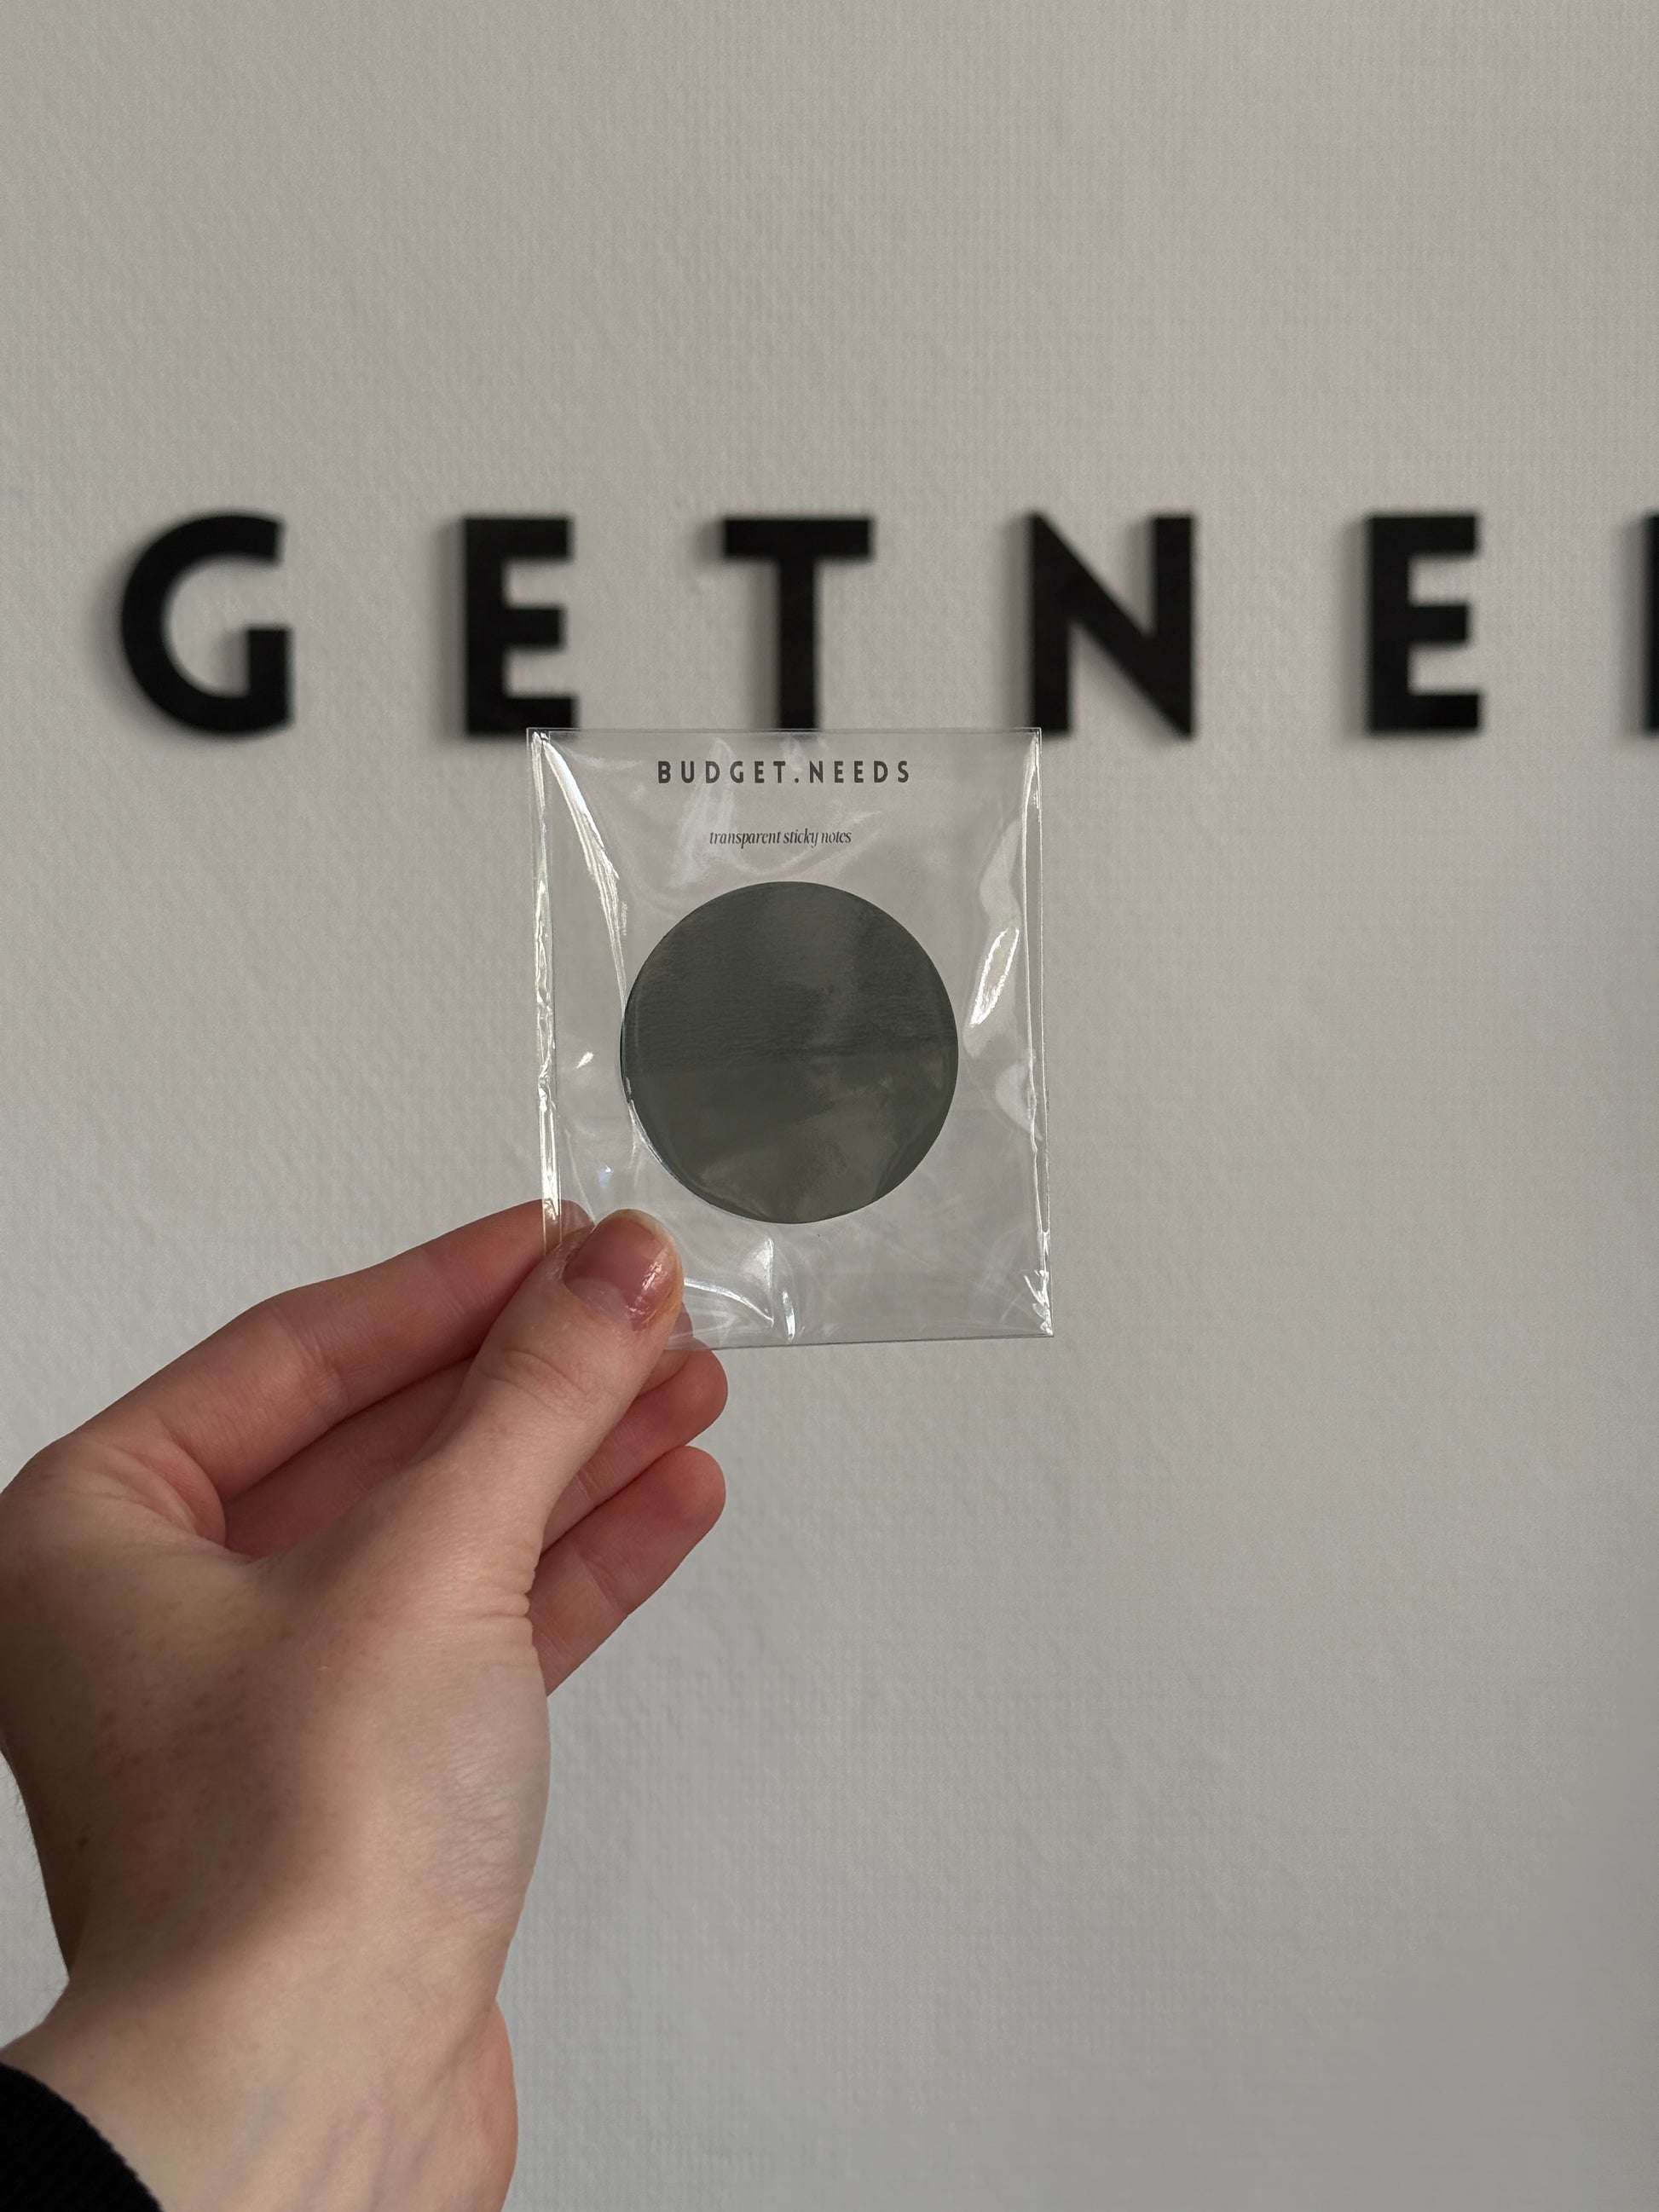 GETNE
BUDGET.NEEDS
transparent sticky notes